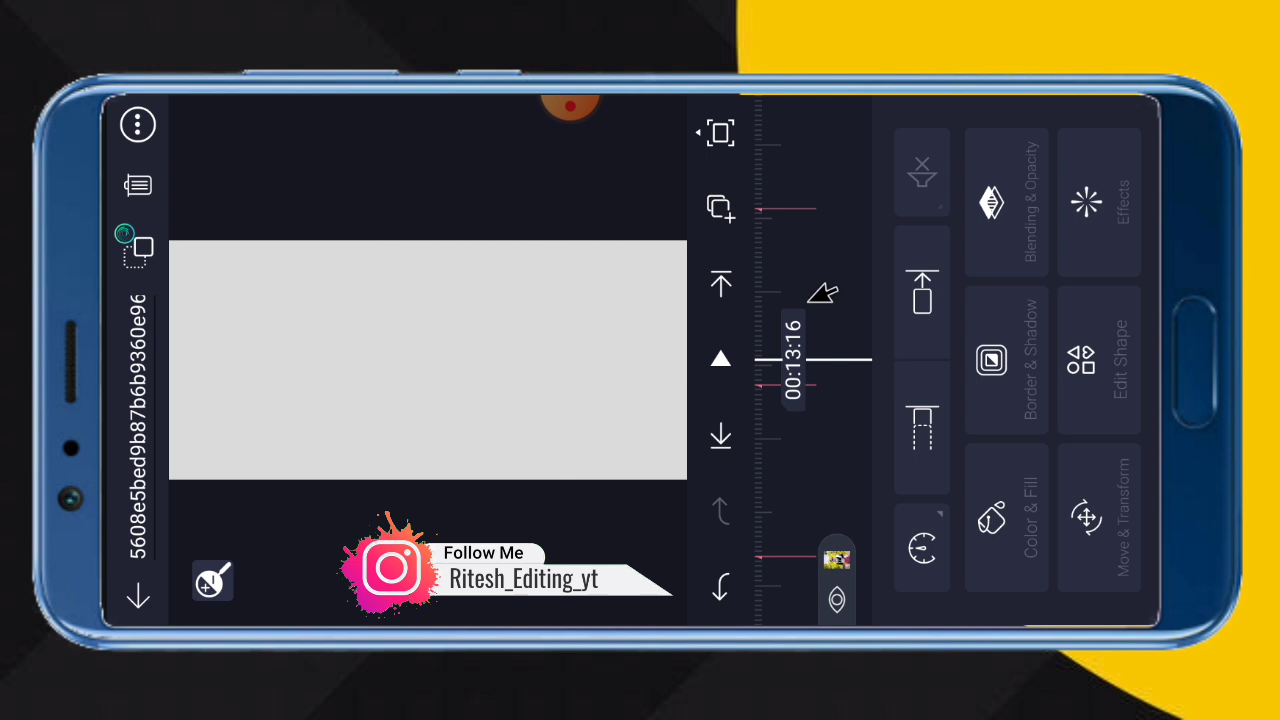 5608e5bed9b87b6b9360e96
00:13:16
Blending & Opacity
Effects
Border & Shadow
Edit Shape
Color & Fill
Move & Transform
Follow Me
Ritesh_Editing_yt